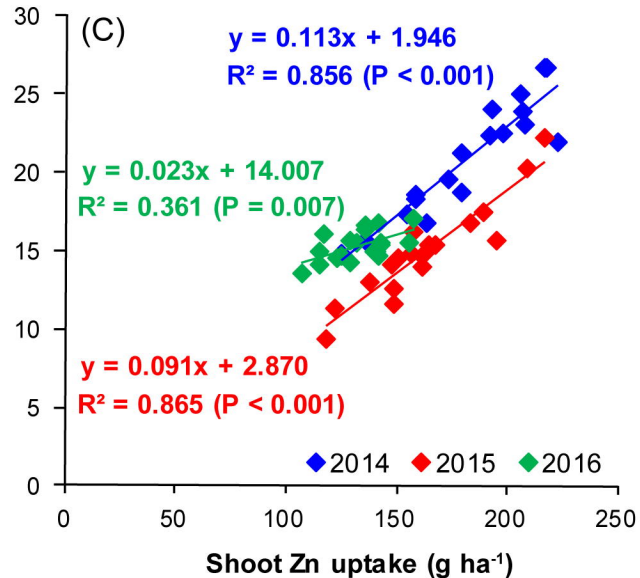 (C)
y = 0.113x + 1.946
R² = 0.856 (P < 0.001)
y = 0.023x + 14.007
R² = 0.361 (P = 0.007)
y = 0.091x + 2.870
R² = 0.865 (P < 0.001)
30
25
20
15
10
5
0
2014 2015 2016
0 50 100 150 200 250
Shoot Zn uptake (g ha⁻¹)